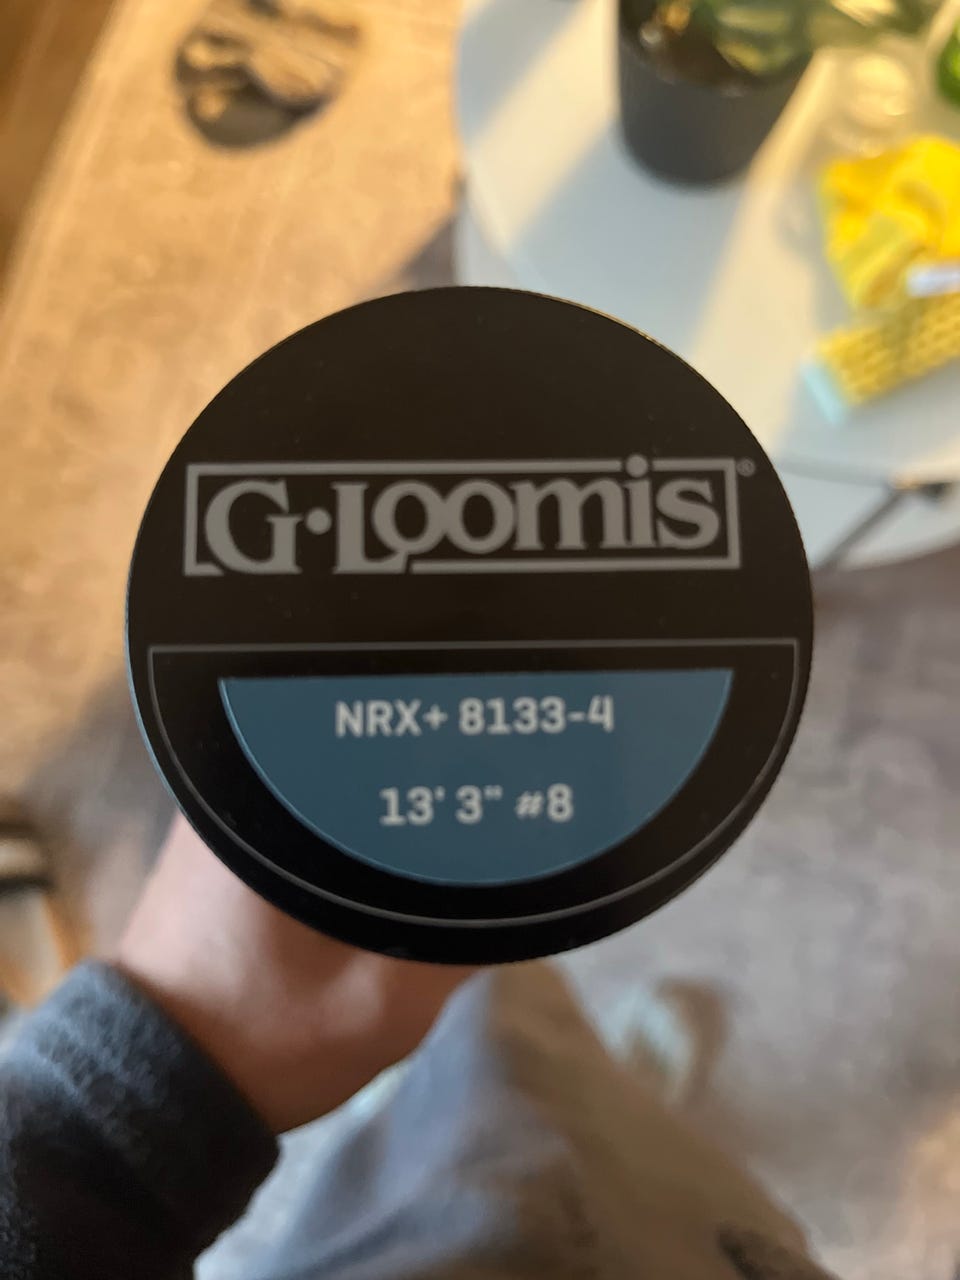 G·Loomis®
NRX+ 8133-4
13' 3" #8